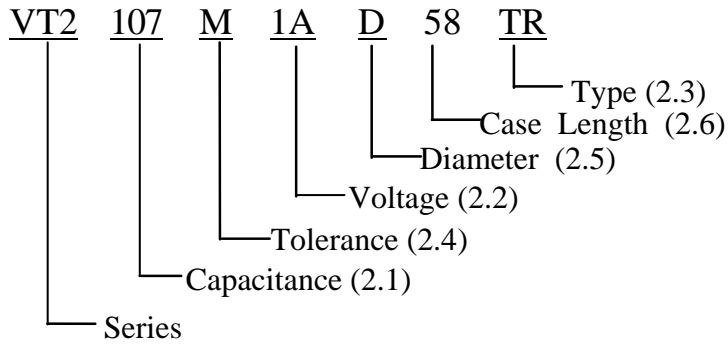 VT2 107 M 1A D 58 TR
Type (2.3)
Case Length (2.6)
Diameter (2.5)
Voltage (2.2)
Tolerance (2.4)
Capacitance (2.1)
Series